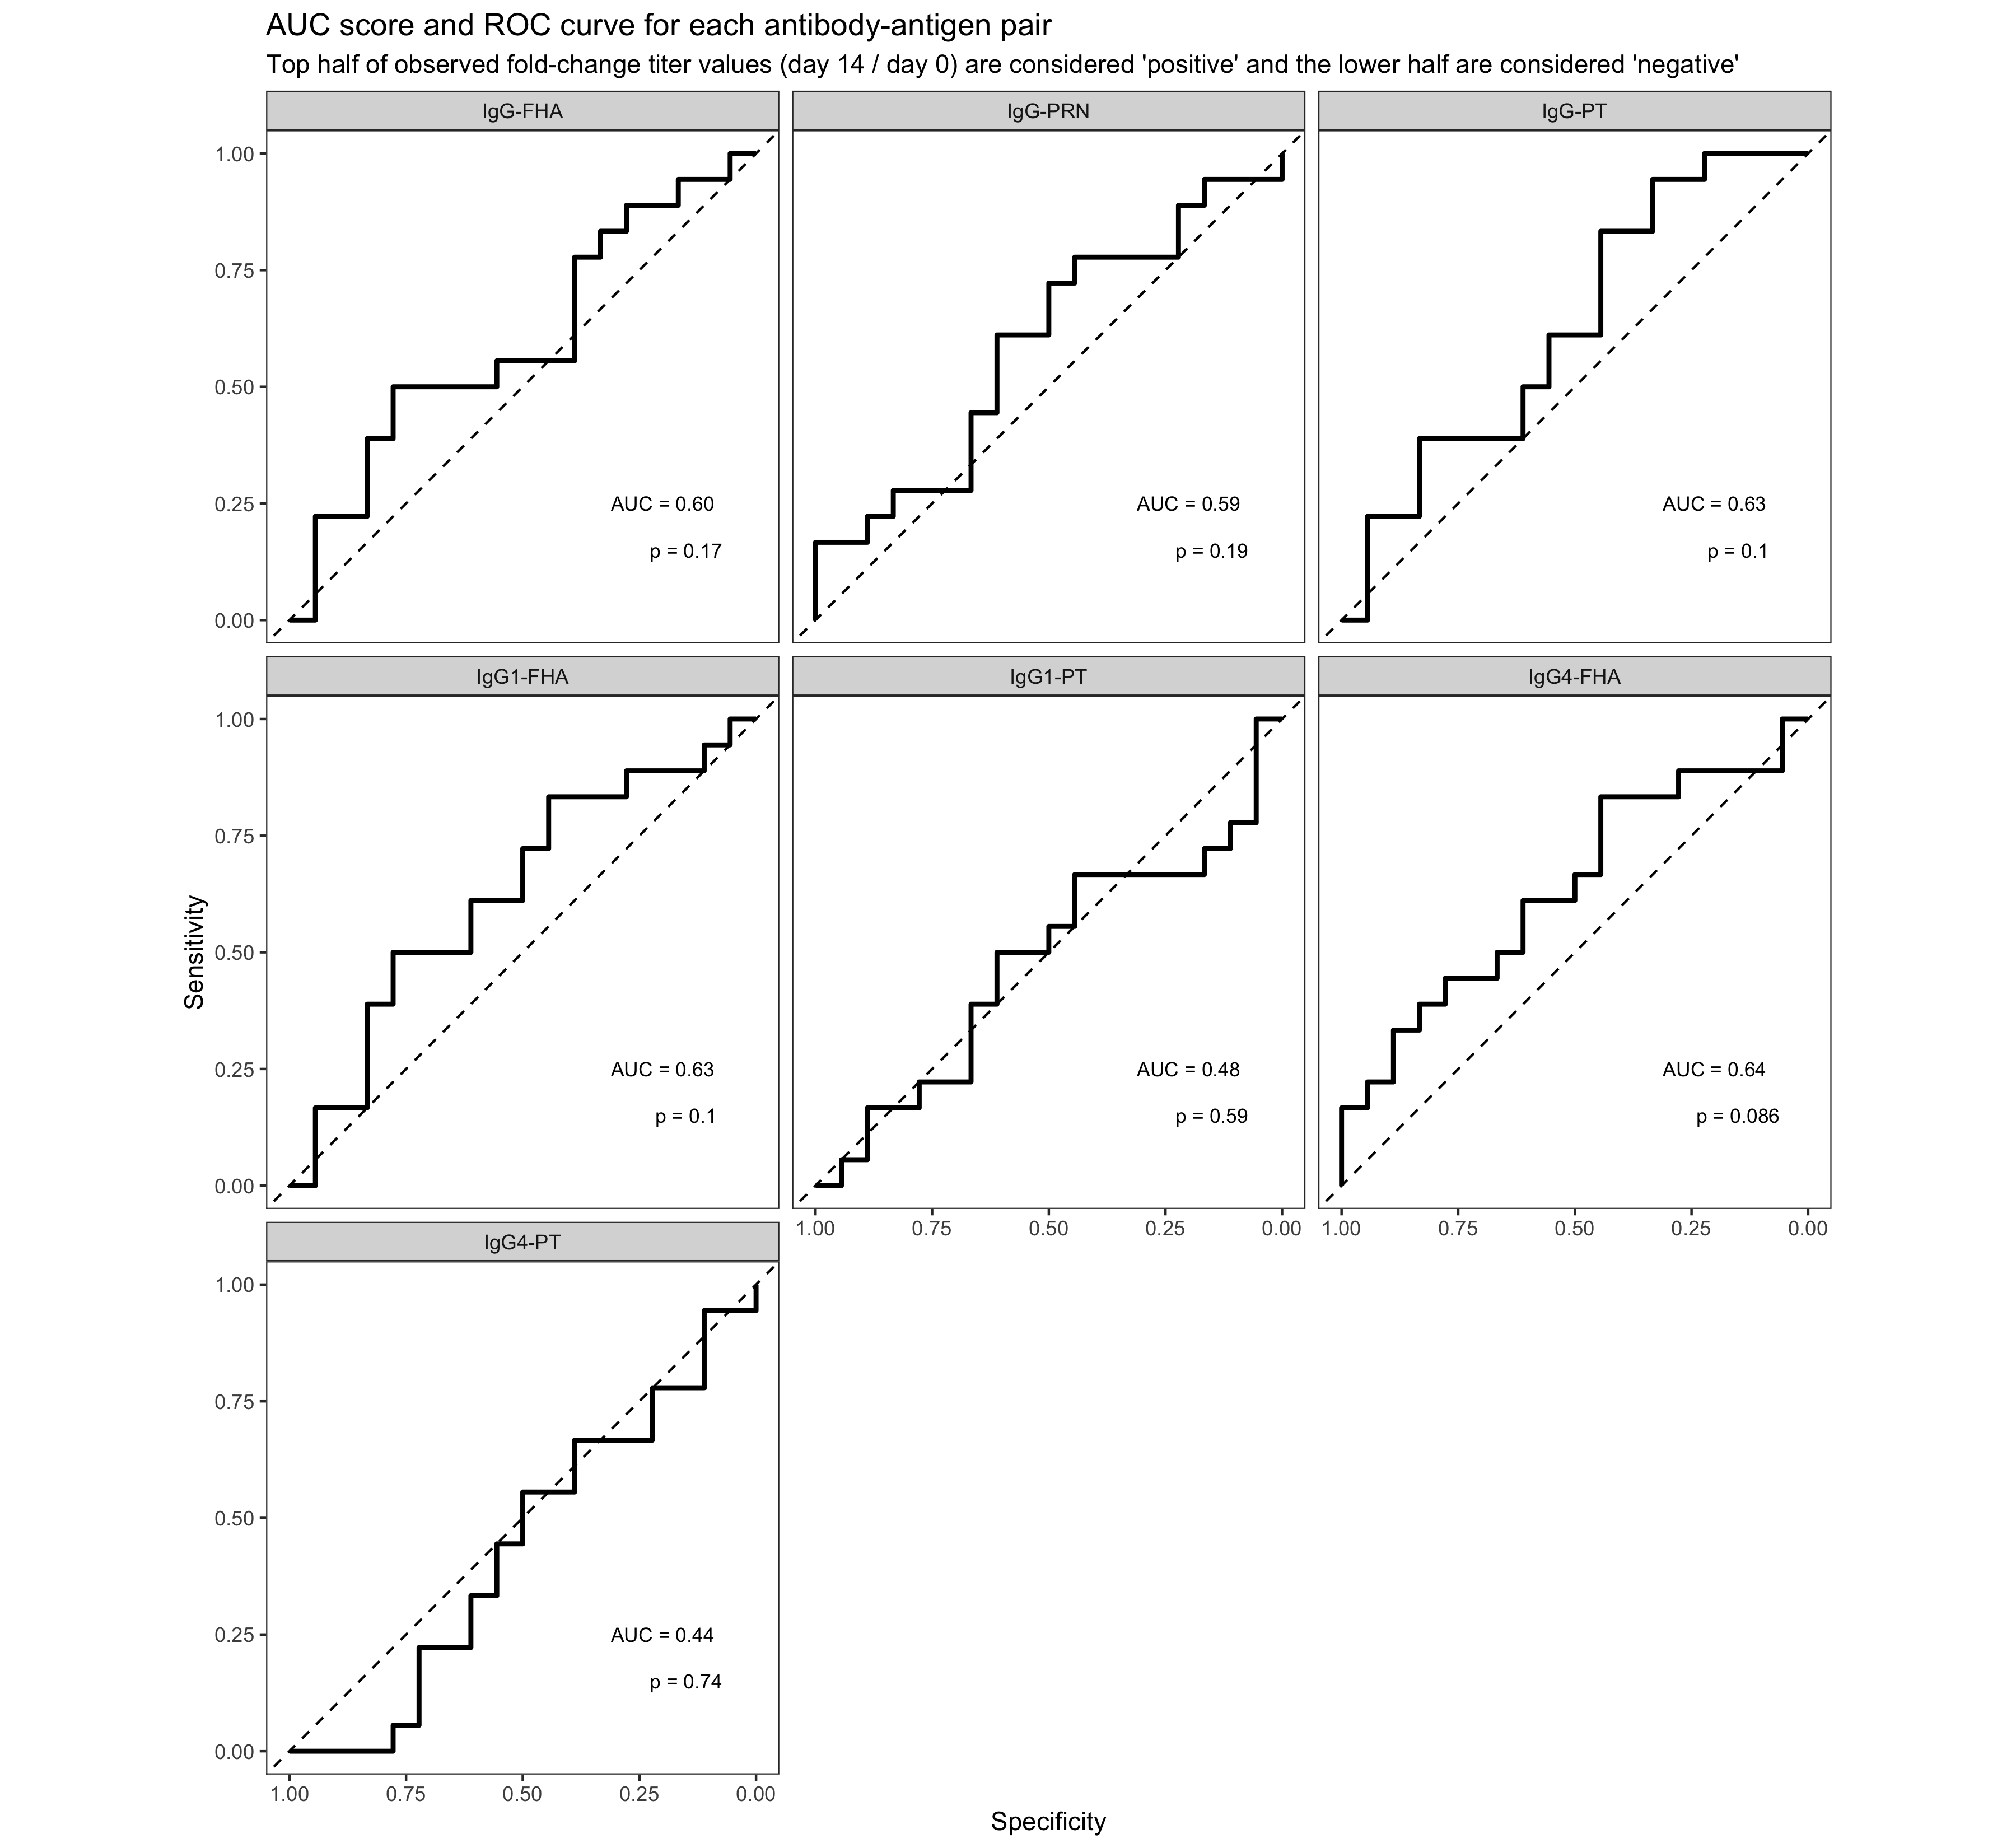 AUC score and ROC curve for each antibody-antigen pair
Top half of observed fold-change titer values (day 14 / day 0) are considered 'positive' and the lower half are considered 'negative'
IgG-FHA
IgG-PRN
IgG-PT
1.00
0.75
0.50
0.25
0.00
AUC = 0.60
p = 0.17
AUC = 0.59
p = 0.19
AUC = 0.63
p = 0.1
IgG1-FHA
IgG1-PT
IgG4-FHA
Sensitivity
1.00
0.75
0.50
0.25
0.00
AUC = 0.63
p = 0.1
AUC = 0.48
p = 0.59
AUC = 0.64
p = 0.086
1.00 0.75 0.50 0.25 0.00
1.00 0.75 0.50 0.25 0.00
IgG4-PT
1.00
0.75
0.50
0.25
0.00
AUC = 0.44
p = 0.74
1.00 0.75 0.50 0.25 0.00
Specificity